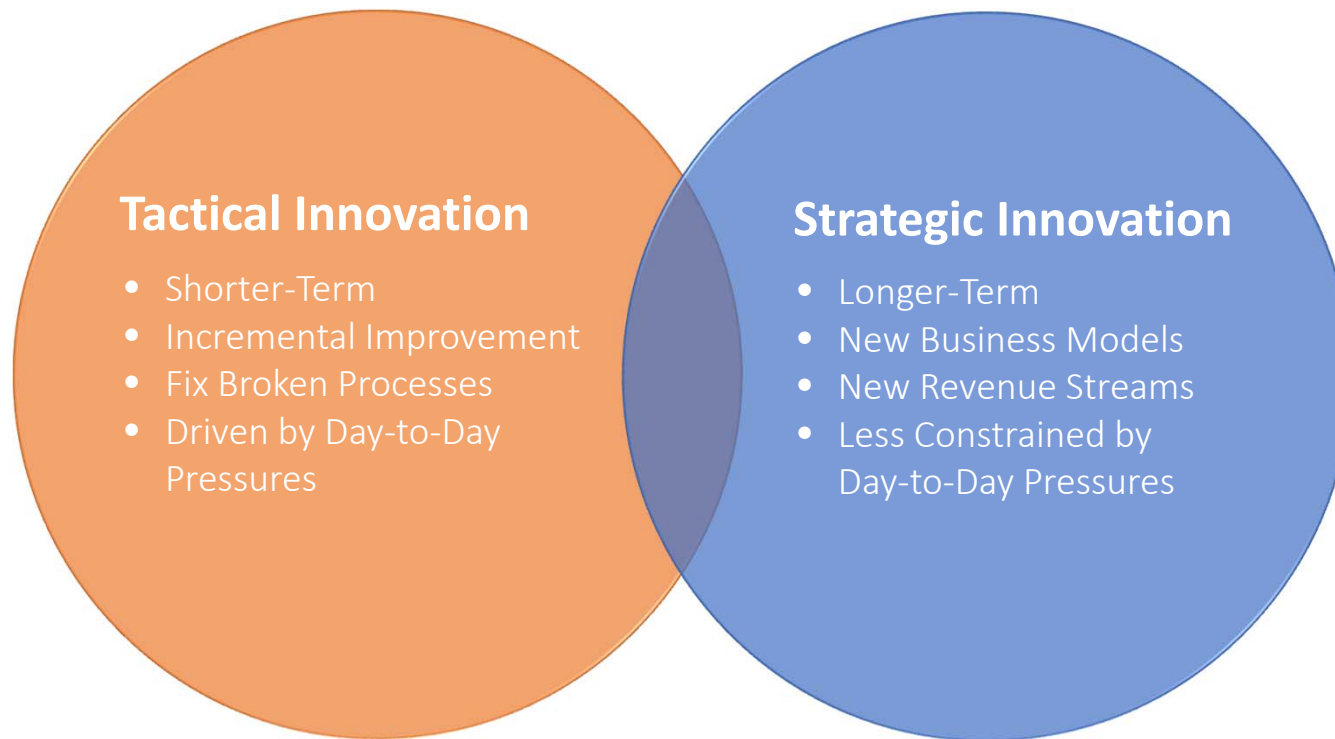 Tactical Innovation
• Shorter-Term
• Incremental Improvement
• Fix Broken Processes
• Driven by Day-to-Day
Pressures
Strategic Innovation
• Longer-Term
• New Business Models
• New Revenue Streams
• Less Constrained by
Day-to-Day Pressures